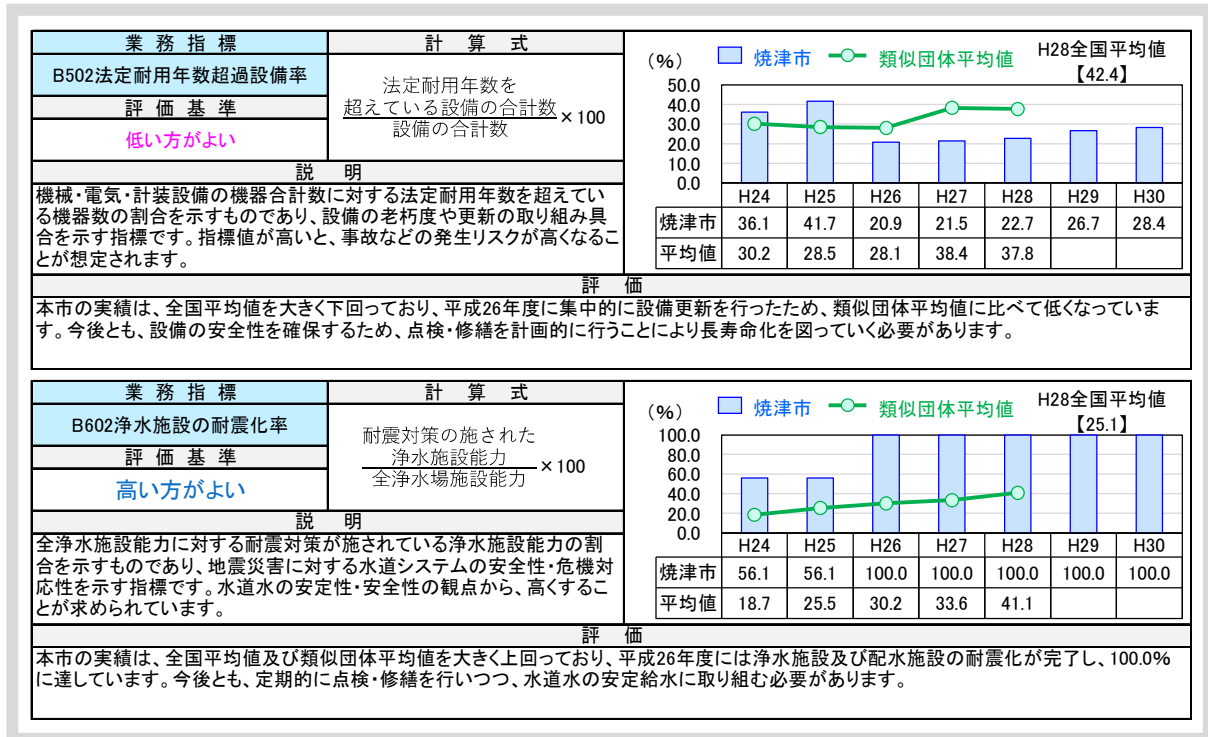 業務指標
計算式
B502法定耐用年数超過設備率
評価基準
低い方がよい
法定耐用年数を
超えている設備の合計数
設備の合計数
×100
説明
機械・電気・計装設備の機器合計数に対する法定耐用年数を超えてい
る機器数の割合を示すものであり、設備の老朽度や更新の取り組み具
合を示す指標です。指標値が高いと、事故などの発生リスクが高くなるこ
とが想定されます。
(%)
焼津市
類似団体平均値
H28全国平均値
【42.4】
50.0
40.0
30.0
20.0
10.0
0.0
H24 H25 H26 H27 H28 H29 H30
焼津市 36.1 41.7 20.9 21.5 22.7 26.7 28.4
平均値 30.2 28.5 28.1 38.4 37.8
評価
本市の実績は、全国平均値を大きく下回っており、平成26年度に集中的に設備更新を行ったため、類似団体平均値に比べて低くなっていま
す。今後とも、設備の安全性を確保するため、点検・修繕を計画的に行うことにより長寿命化を図っていく必要があります。
業務指標
計算式
B602浄水施設の耐震化率
評価基準
高い方がよい
耐震対策の施された
浄水施設能力
全浄水場施設能力
×100
説明
全浄水施設能力に対する耐震対策が施されている浄水施設能力の割
合を示すものであり、地震災害に対する水道システムの安全性・危機対
応性を示す指標です。水道水の安定性・安全性の観点から、高くするこ
とが求められています。
(%)
焼津市
類似団体平均値
H28全国平均値
【25.1】
100.0
80.0
60.0
40.0
20.0
0.0
H24 H25 H26 H27 H28 H29 H30
焼津市 56.1 56.1 100.0 100.0 100.0 100.0 100.0
平均値 18.7 25.5 30.2 33.6 41.1
評価
本市の実績は、全国平均値及び類似団体平均値を大きく上回っており、平成26年度には浄水施設及び配水施設の耐震化が完了し、100.0%
に達しています。今後とも、定期的に点検・修繕を行いつつ、水道水の安定給水に取り組む必要があります。